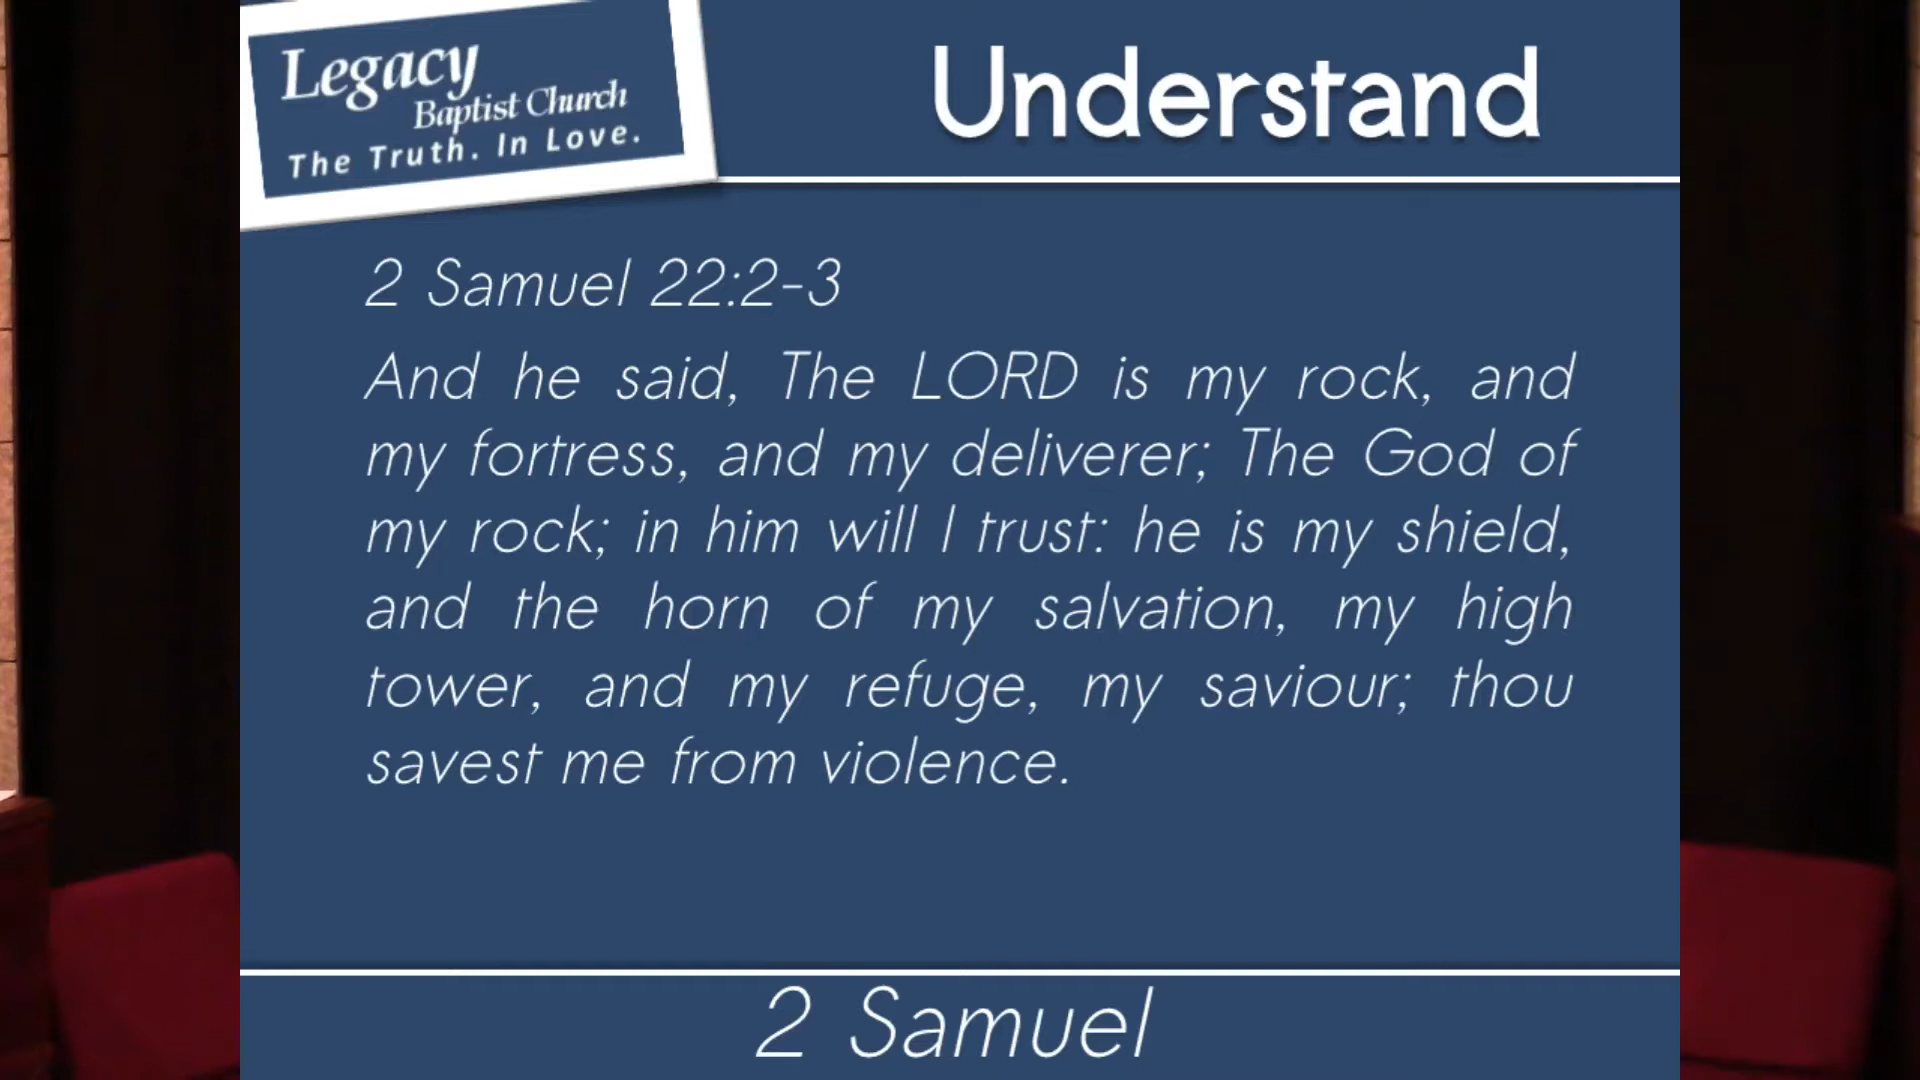 Legacy
Baptist Church
The Truth. In Love.
Understand
2 Samuel 22:2-3
And he said, The LORD is my rock, and
my fortress, and my deliverer; The God of
my rock; in him will I trust: he is my shield,
and the horn of my salvation, my high
tower, and my refuge, my saviour; thou
savest me from violence.
2 Samuel